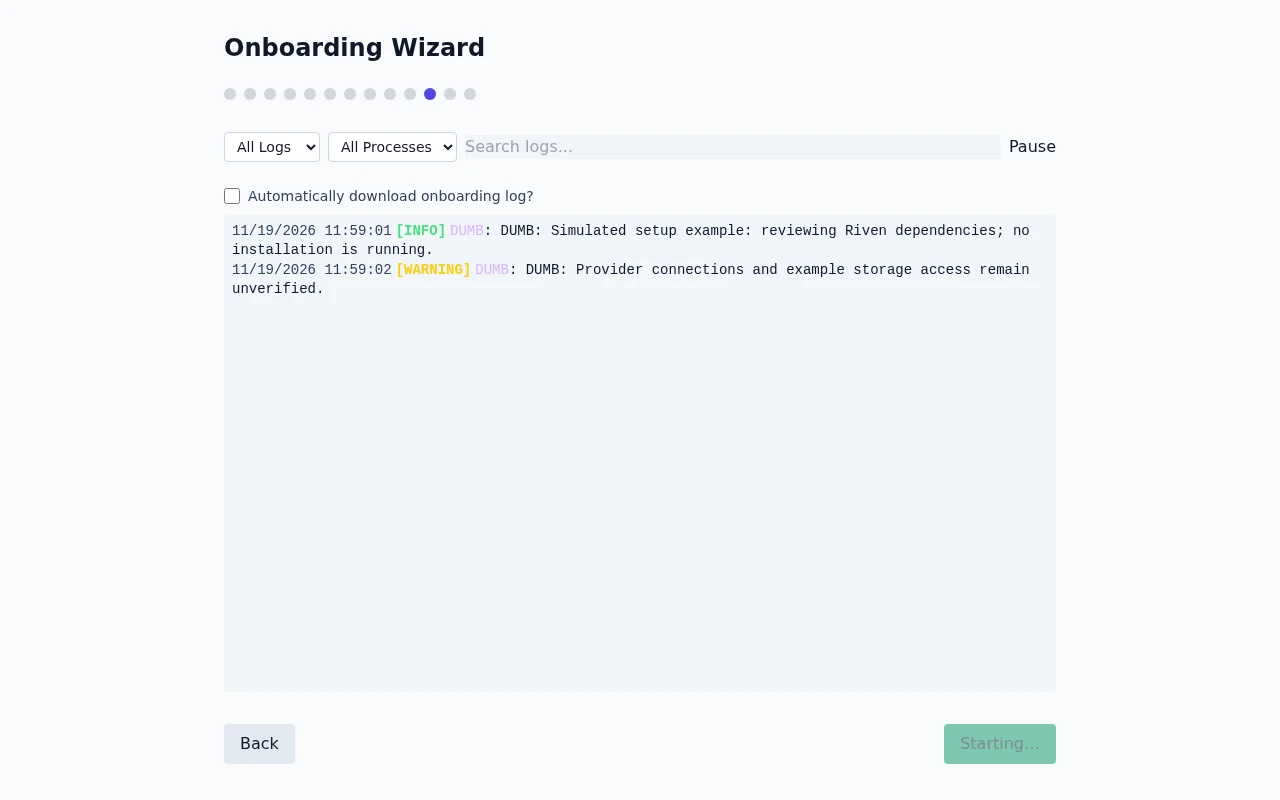 Onboarding Wizard
All Logs All Processes Search logs... Pause
Automatically download onboarding log?
11/19/2026 11:59:01 [INFO] DUMB: DUMB: Simulated setup example: reviewing Riven dependencies; no
installation is running.
11/19/2026 11:59:02 [WARNING] DUMB: DUMB: Provider connections and example storage access remain
unverified.
Back Starting...